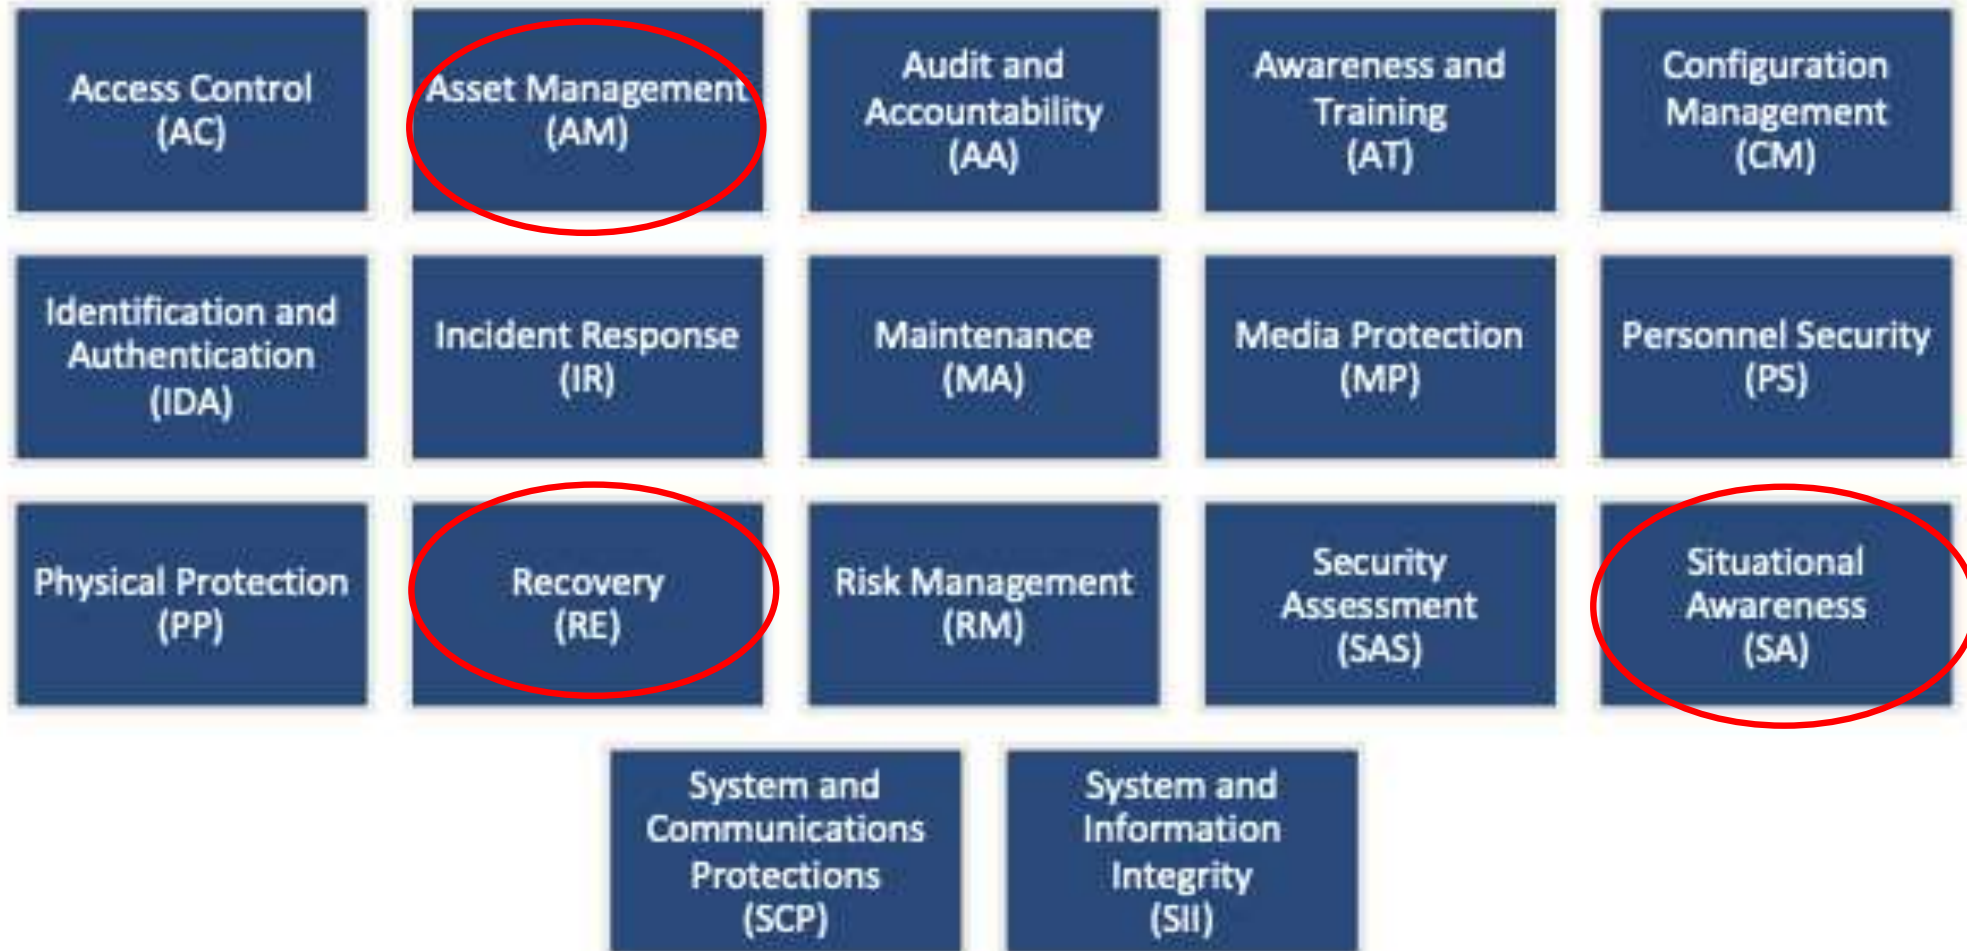 Access Control
(AC)
Asset Management
(AM)
Audit and
Accountability
(AA)
Awareness and
Training
(AT)
Configuration
Management
(CM)
Identification and
Authentication
(IDA)
Incident Response
(IR)
Maintenance
(MA)
Media Protection
(MP)
Personnel Security
(PS)
Physical Protection
(PP)
Recovery
(RE)
Risk Management
(RM)
Security
Assessment
(SAS)
Situational
Awareness
(SA)
System and
Communications
Protections
(SCP)
System and
Information
Integrity
(SII)